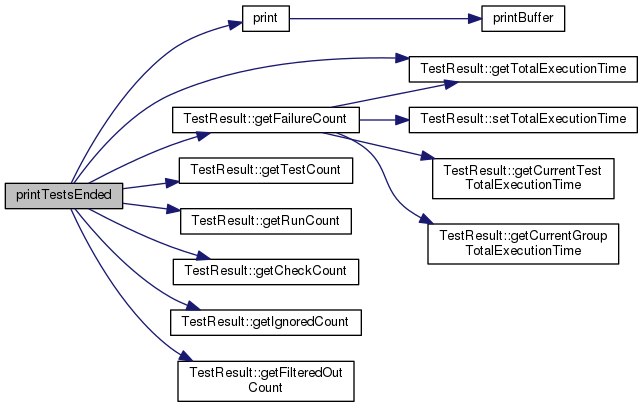 print
printBuffer
TestResult::getTotalExecutionTime
TestResult::getFailureCount
TestResult::setTotalExecutionTime
TestResult::getTestCount
TestResult::getCurrentTest
TotalExecutionTime
printTestsEnded
TestResult::getRunCount
TestResult::getCurrentGroup
TotalExecutionTime
TestResult::getCheckCount
TestResult::getIgnoredCount
TestResult::getFilteredOut
Count